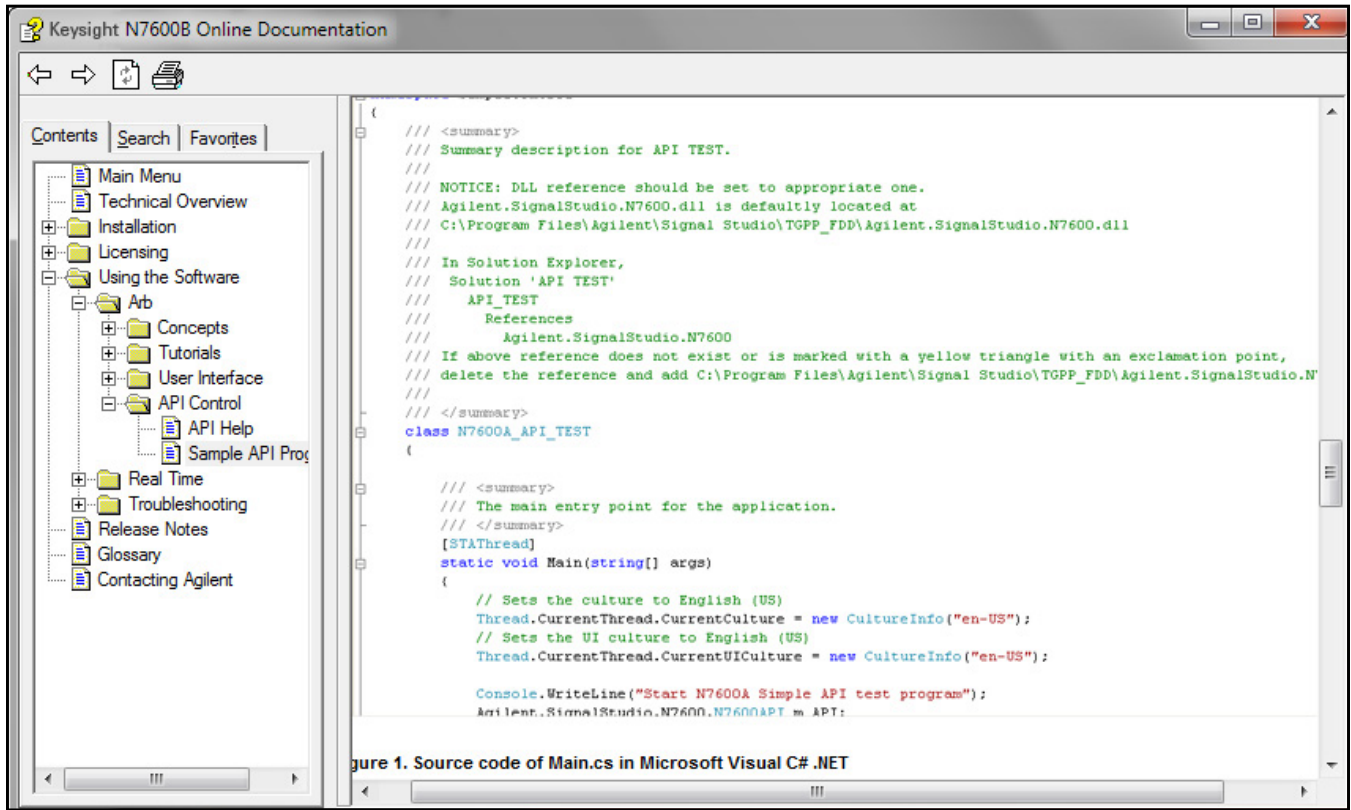 Keysight N7600B Online Documentation
Contents
Search
Favorites
Main Menu
Technical Overview
Installation
Licensing
Using the Software
Arb
Concepts
Tutorials
User Interface
API Control
API Help
Sample API Prog
Real Time
Troubleshooting
Release Notes
Glossary
Contacting Agilent
{
/// <summary>
/// Summary description for API TEST.
///
/// NOTICE: DLL reference should be set to appropriate one.
/// Agilent.SignalStudio.N7600.dll is defaultly located at
/// C:\Program Files\Agilent\Signal Studio\TGPP_FDD\Agilent.SignalStudio.N7600.dll
///
/// In Solution Explorer,
/// Solution 'API TEST'
/// API_TEST
/// References
/// Agilent.SignalStudio.N7600
/// If above reference does not exist or is marked with a yellow triangle with an exclamation point,
/// delete the reference and add C:\Program Files\Agilent\Signal Studio\TGPP_FDD\Agilent.SignalStudio.N
///
/// </summary>
class N7600A_API_TEST
{
/// <summary>
/// The main entry point for the application.
/// </summary>
[STAThread]
static void Main(string[] args)
{
// Sets the culture to English (US)
Thread.CurrentThread.CurrentCulture = new CultureInfo("en-US");
// Sets the UI culture to English (US)
Thread.CurrentThread.CurrentUICulture = new CultureInfo("en-US");
Console.WriteLine("Start N7600A Simple API test program");
Agilent.SignalStudio.N7600.N7600API m_API;
gure 1. Source code of Main.cs in Microsoft Visual C# .NET